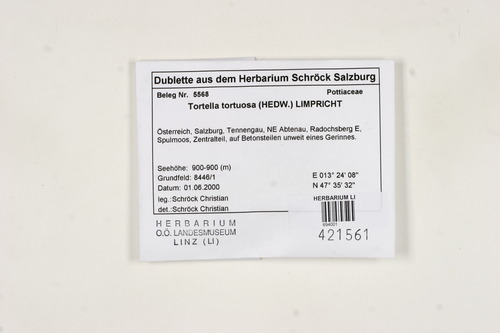 Dublette aus dem Herbarium Schröck Salzburg
Beleg Nr. 5568 Pottiaceae
Tortella tortuosa (HEDW.) LIMPRICHT
Österreich, Salzburg, Tennengau, NE Abtenau, Radochsberg E,
Spulmoos, Zentralteil, auf Betonsteilen unweit eines Gerinnes.
Seehöhe: 900-900 (m)
Grundfeld: 8446/1 E 013° 24' 08"
Datum: 01.06.2000 N 47° 35' 32"
leg.: Schröck Christian HERBARIUM LI
det.: Schröck Christian
HERBARIUM
O.Ö. LANDESMUSEUM
LINZ (LI)
694001
421561